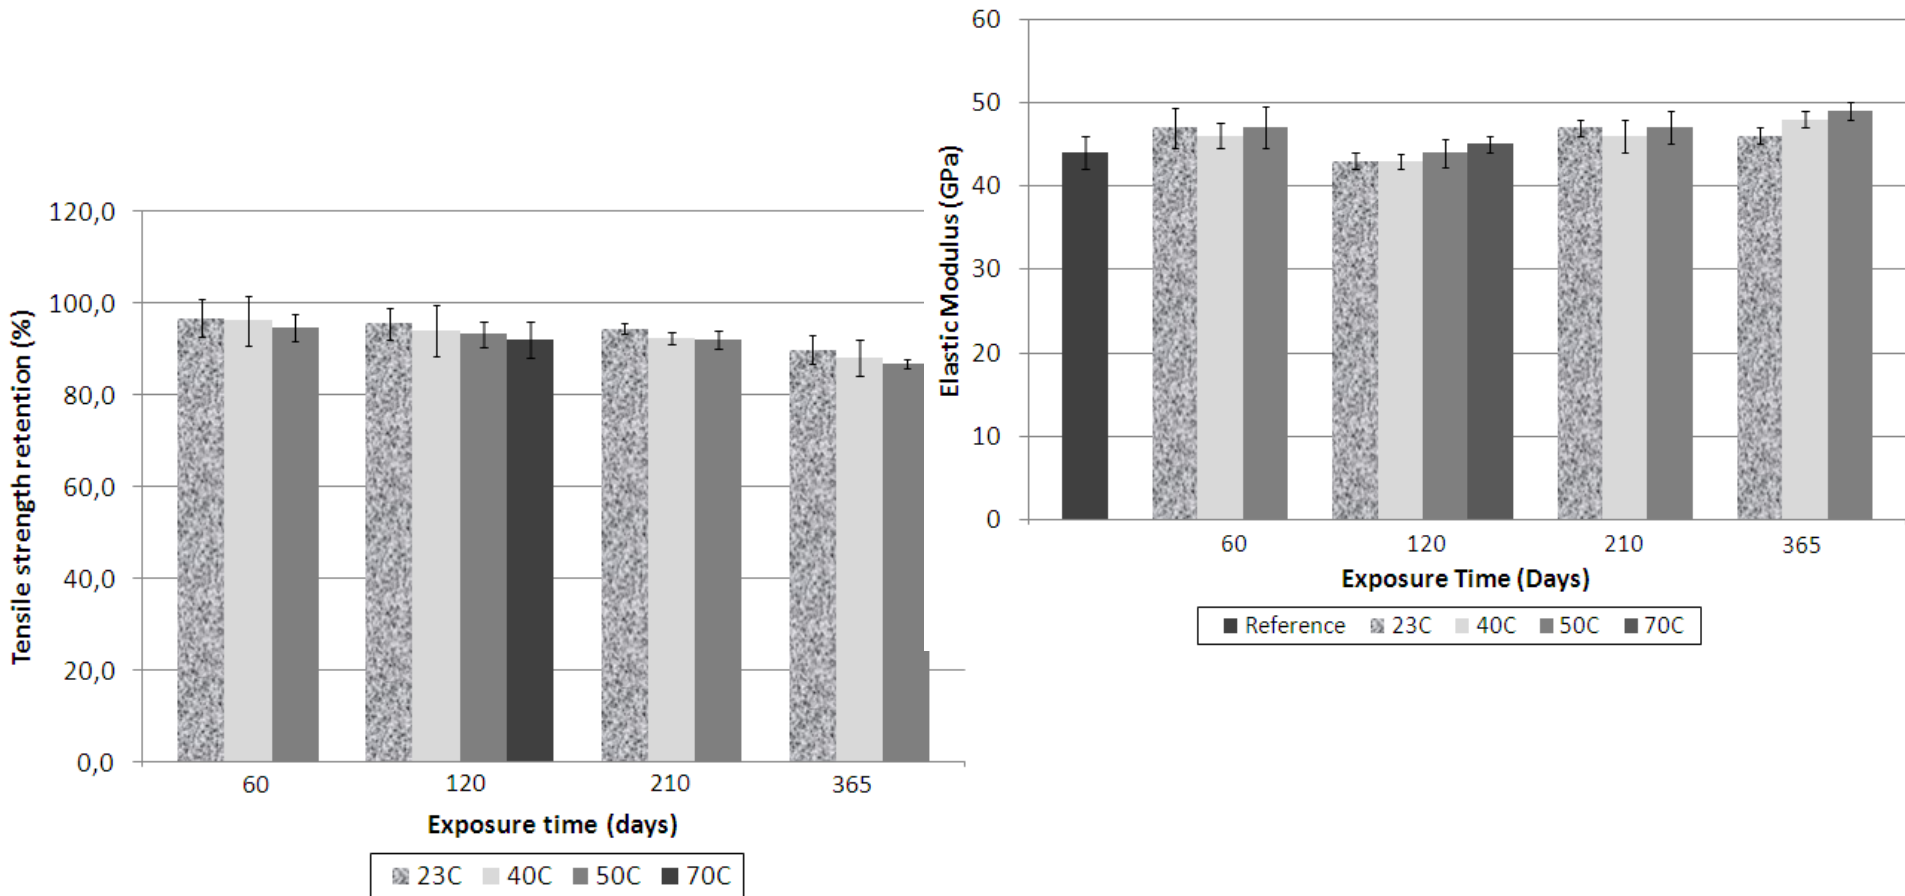 120,0
100,0
80,0
60,0
40,0
20,0
0,0
Tensile strength retention (%)
60 120 210 365
Exposure time (days)
23C 40C 50C 70C
60
50
40
30
20
10
0
Elastic Modulus (GPa)
60 120 210 365
Exposure Time (Days)
Reference 23C 40C 50C 70C